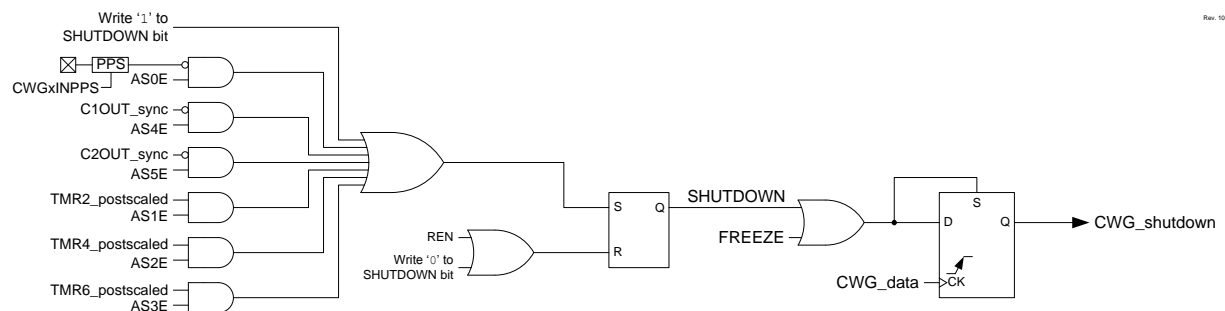 Write '1' to
SHUTDOWN bit
Rev. 10
PPS
AS0E
CWGxINPPS
C1OUT_sync
AS4E
C2OUT_sync
AS5E
TMR2_postscaled
AS1E
TMR4_postscaled
AS2E
TMR6_postscaled
AS3E
REN
Write '0' to
SHUTDOWN bit
S
Q
R
SHUTDOWN
FREEZE
S
D
Q
CK
CWG_data
CWG_shutdown